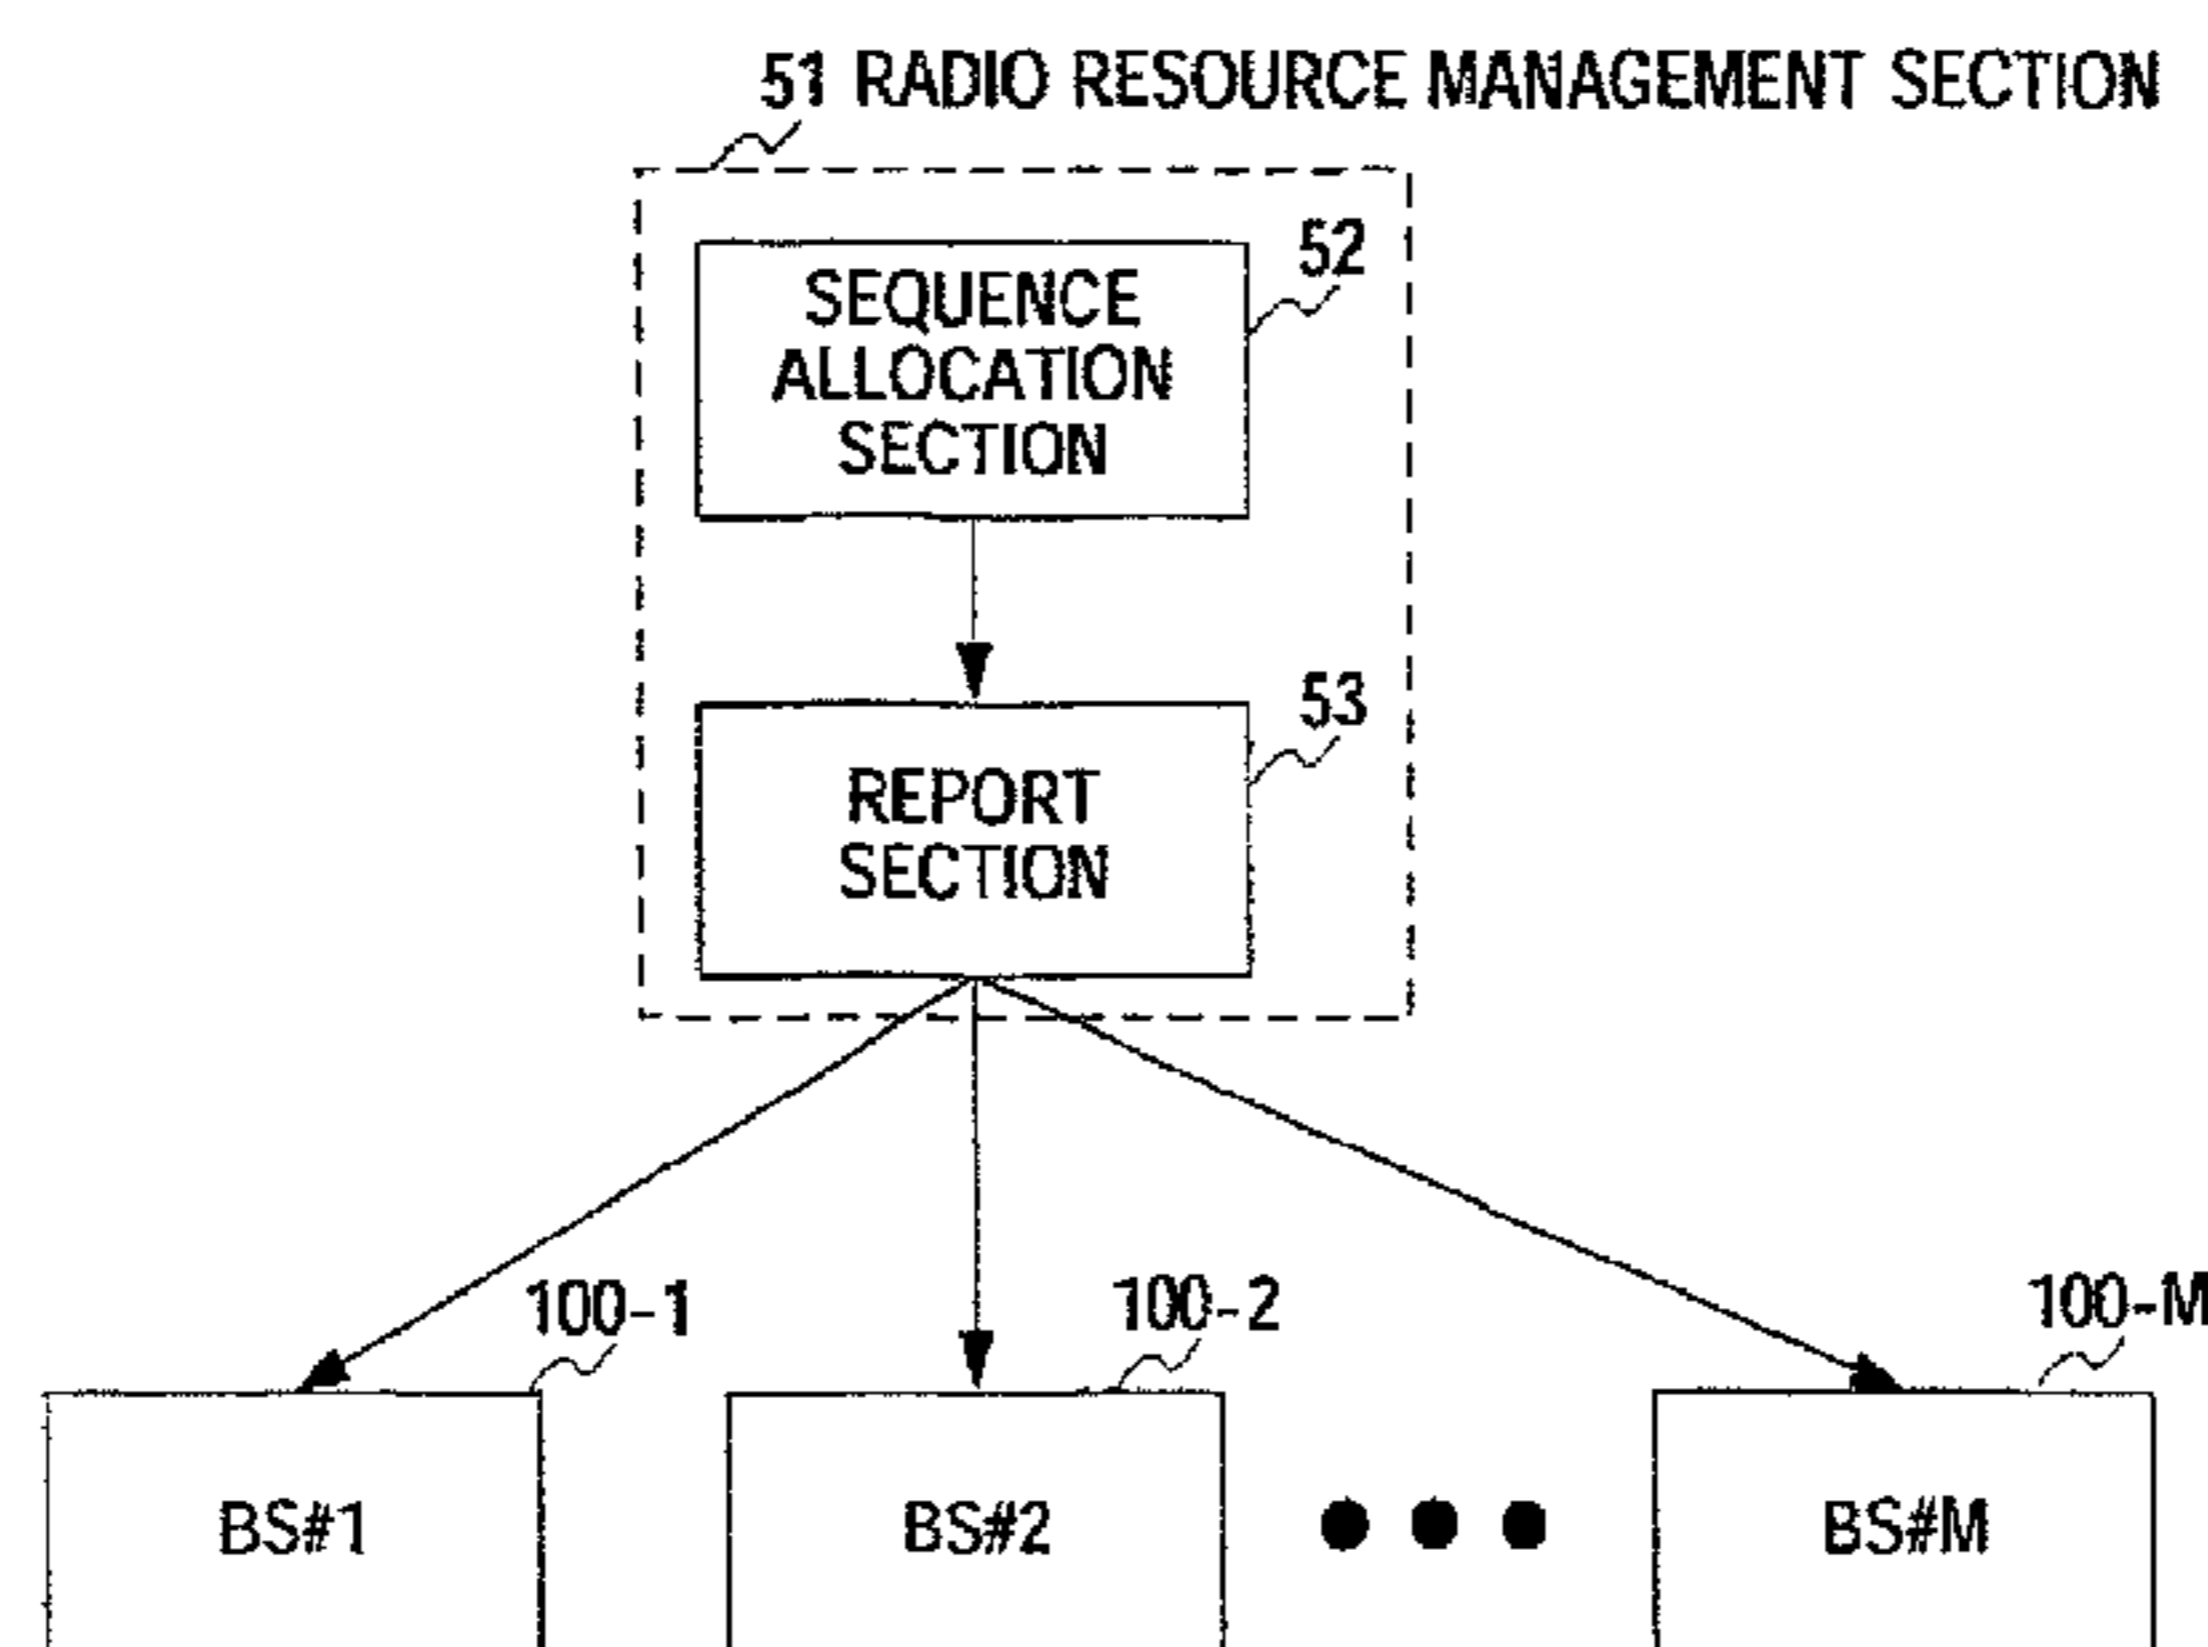 51 RADIO RESOURCE MANAGEMENT SECTION
52
SEQUENCE
ALLOCATION
SECTION
53
REPORT
SECTION
100-1
100-2
100-M
BS#1
BS#2
BS#M